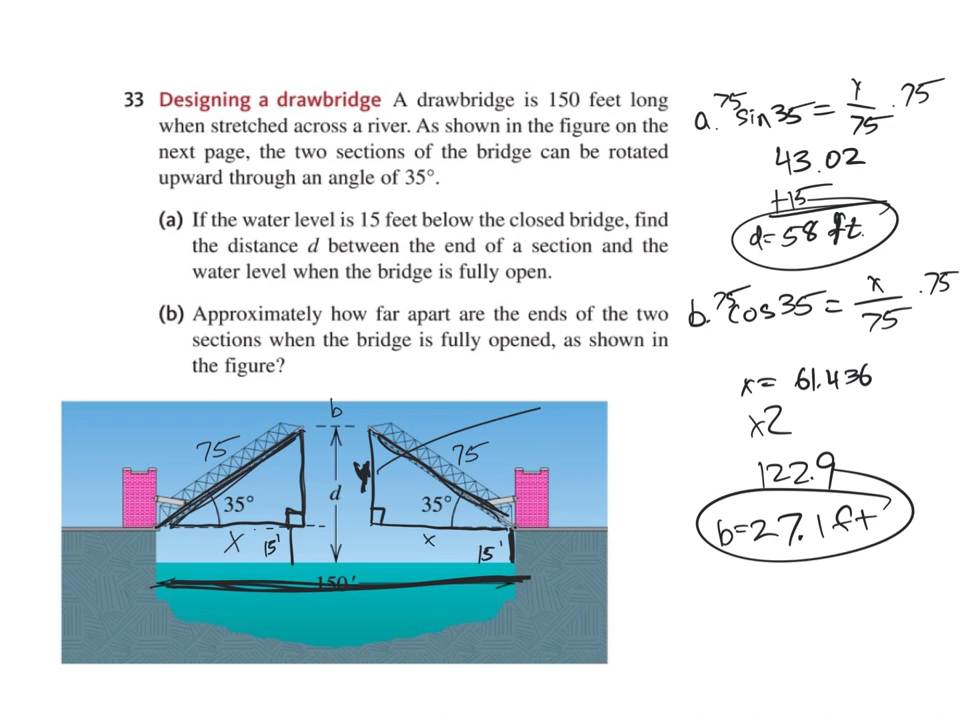 33 Designing a drawbridge A drawbridge is 150 feet long
when stretched across a river. As shown in the figure on the
next page, the two sections of the bridge can be rotated
upward through an angle of 35°.
(a) If the water level is 15 feet below the closed bridge, find
the distance d between the end of a section and the
water level when the bridge is fully open.
(b) Approximately how far apart are the ends of the two
sections when the bridge is fully opened, as shown in
the figure?
a. 75 sin 35 = Y/75 · 75
43.02
+15
d= 58 ft.
b. 75 cos 35 = x/75 · 75
x= 61.436
x2
122.9
b=27.1 ft
b
75
75
y
d
35°
35°
X
15'
x
15'
150'